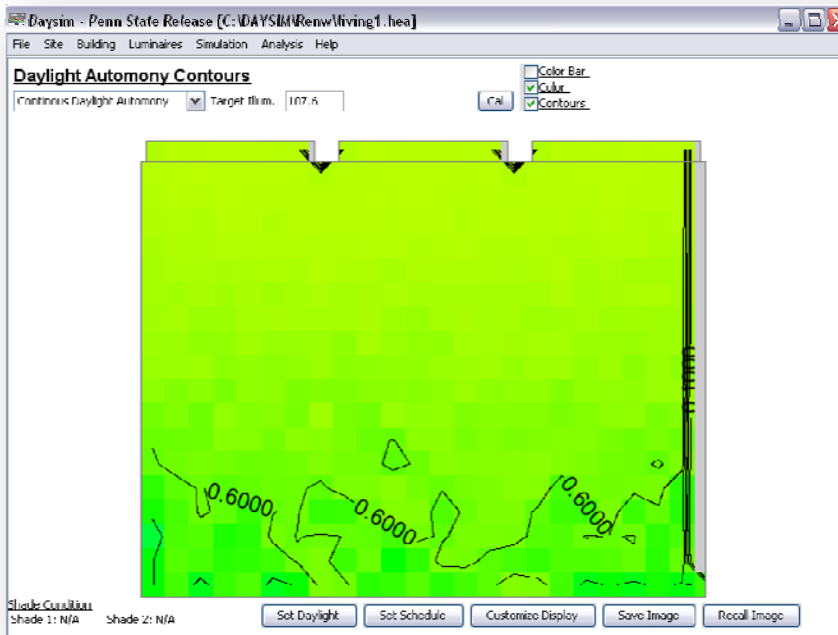 Daysim - Penn State Release [C:\DAYSIM\Renw\living1.hea]
File Site Building Luminaires Simulation Analysis Help
Daylight Automony Contours
Color Bar
Continous Daylight Automony Target Illum. 107.6 Cal Color
Contours
0.6000 0.6000 0.6000
Shade Condition
Shade 1: N/A Shade 2: N/A Set Daylight Set Schedule Customize Display Save Image Recall Image